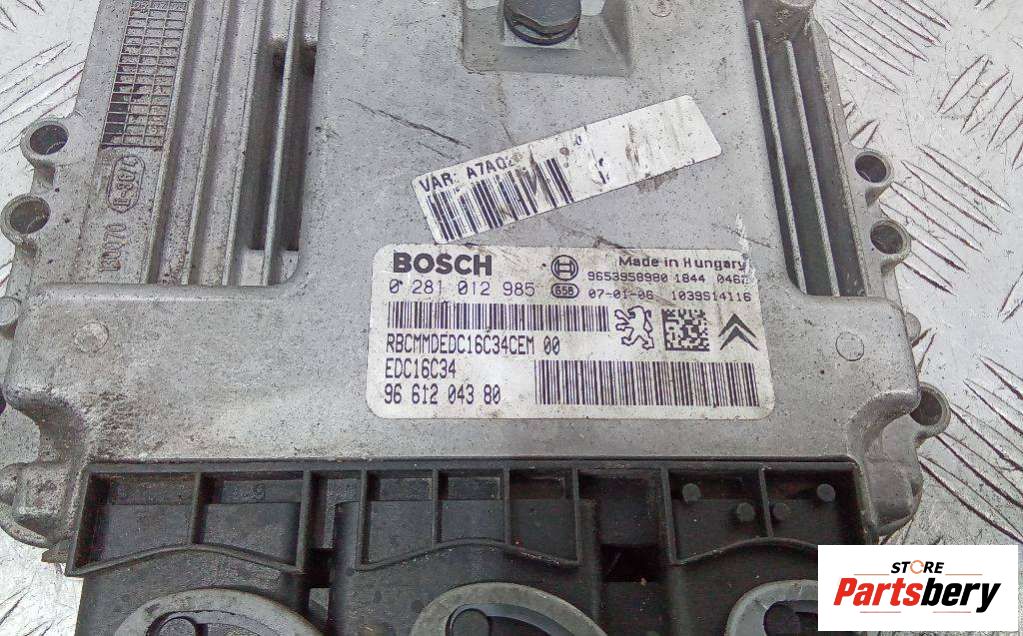 VAR: A7A0
BOSCH
Made in Hungary
9653958980 1844
0 281 012 985
658
07-01-06 1039S14116
RBCMMDEDC16C34CEM 00
EDC16C34
96 612 043 80
STORE
Partsbery